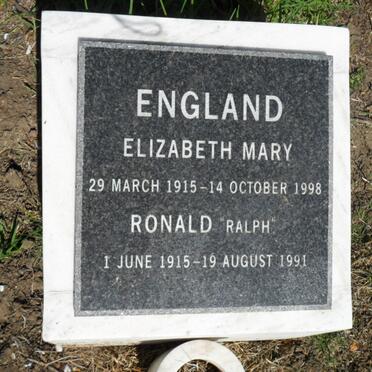 ENGLAND
ELIZABETH MARY
29 MARCH 1915-14 OCTOBER 1998
RONALD "RALPH"
1 JUNE 1915-19 AUGUST 1991